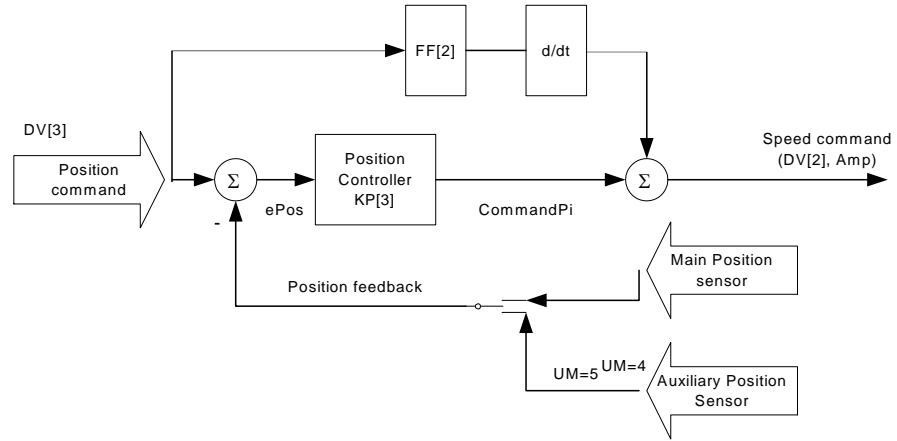 FF[2]
d/dt
DV[3]
Position
command
Σ
-
ePos
Position
Controller
KP[3]
CommandPi
Σ
Speed command
(DV[2], Amp)
Position feedback
Main Position
sensor
UM=5
UM=4
Auxiliary Position
Sensor